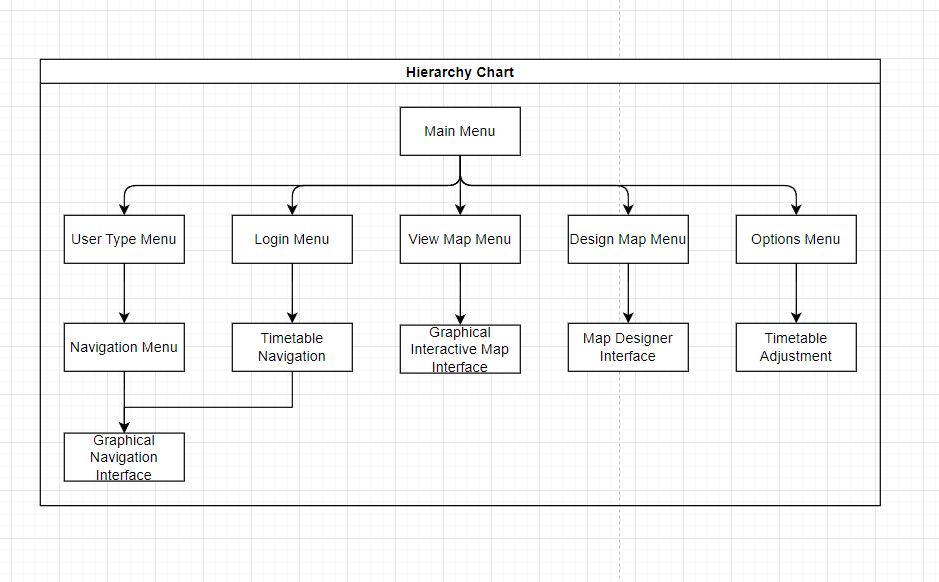 Hierarchy Chart
Main Menu
User Type Menu
Login Menu
View Map Menu
Design Map Menu
Options Menu
Navigation Menu
Timetable
Navigation
Graphical
Interactive Map
Interface
Map Designer
Interface
Timetable
Adjustment
Graphical
Navigation
Interface